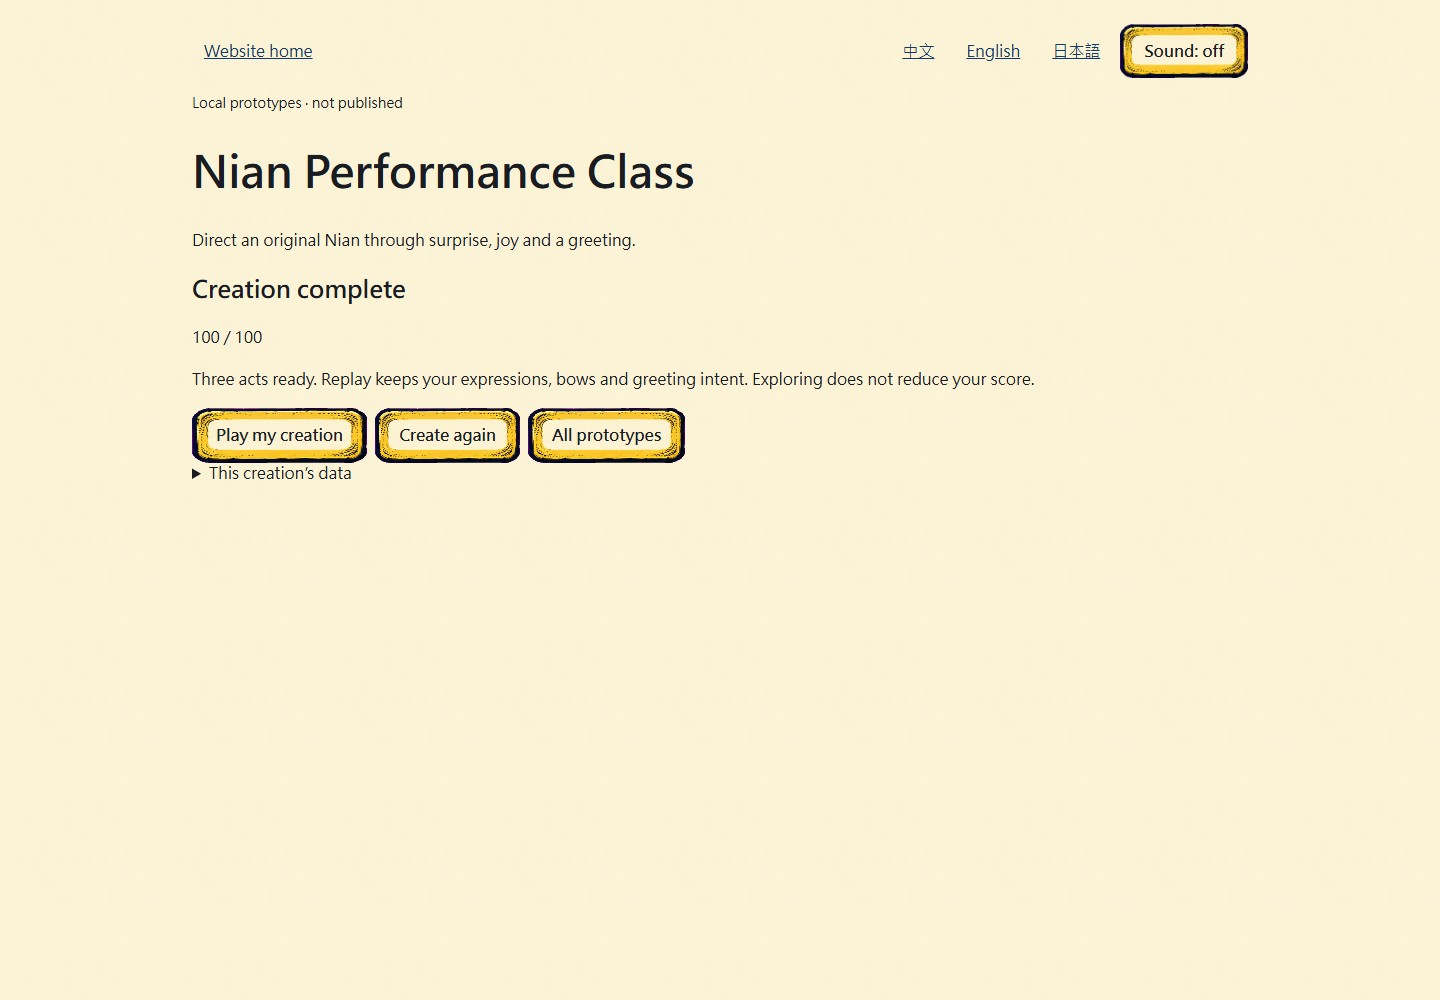 Website home
中文
English
日本語
Sound: off
Local prototypes · not published
Nian Performance Class
Direct an original Nian through surprise, joy and a greeting.
Creation complete
100 / 100
Three acts ready. Replay keeps your expressions, bows and greeting intent. Exploring does not reduce your score.
Play my creation
Create again
All prototypes
This creation’s data